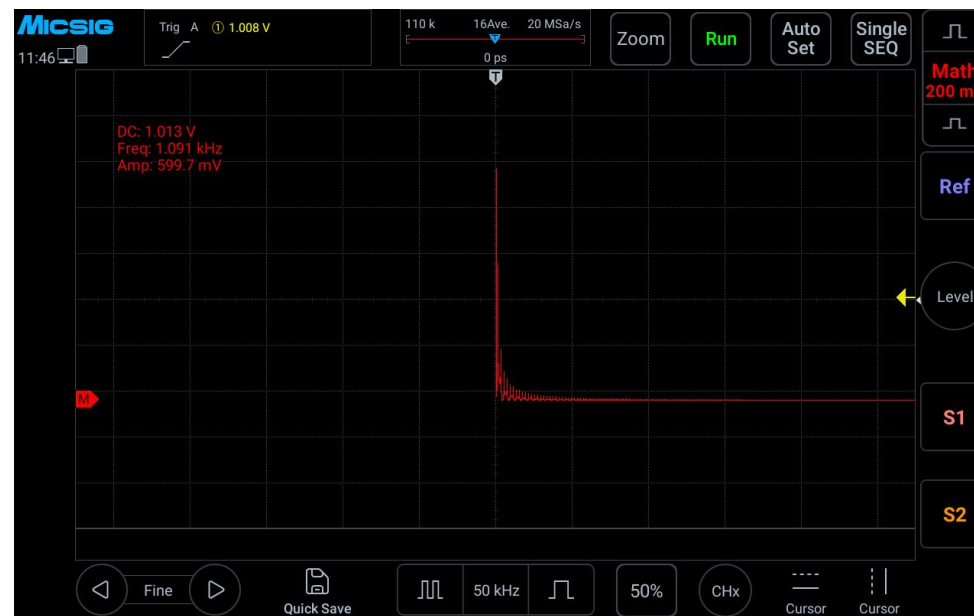 MICSIG
11:46
Trig A ① 1.008 V
110 k 16Ave. 20 MSa/s
T
0 ps
Zoom
Run
Auto
Set
Single
SEQ
T
Math
200 m
DC: 1.013 V
Freq: 1.091 kHz
Amp: 599.7 mV
Ref
Level
M
S1
S2
Fine
Quick Save
50 kHz
50%
CHx
Cursor
Cursor